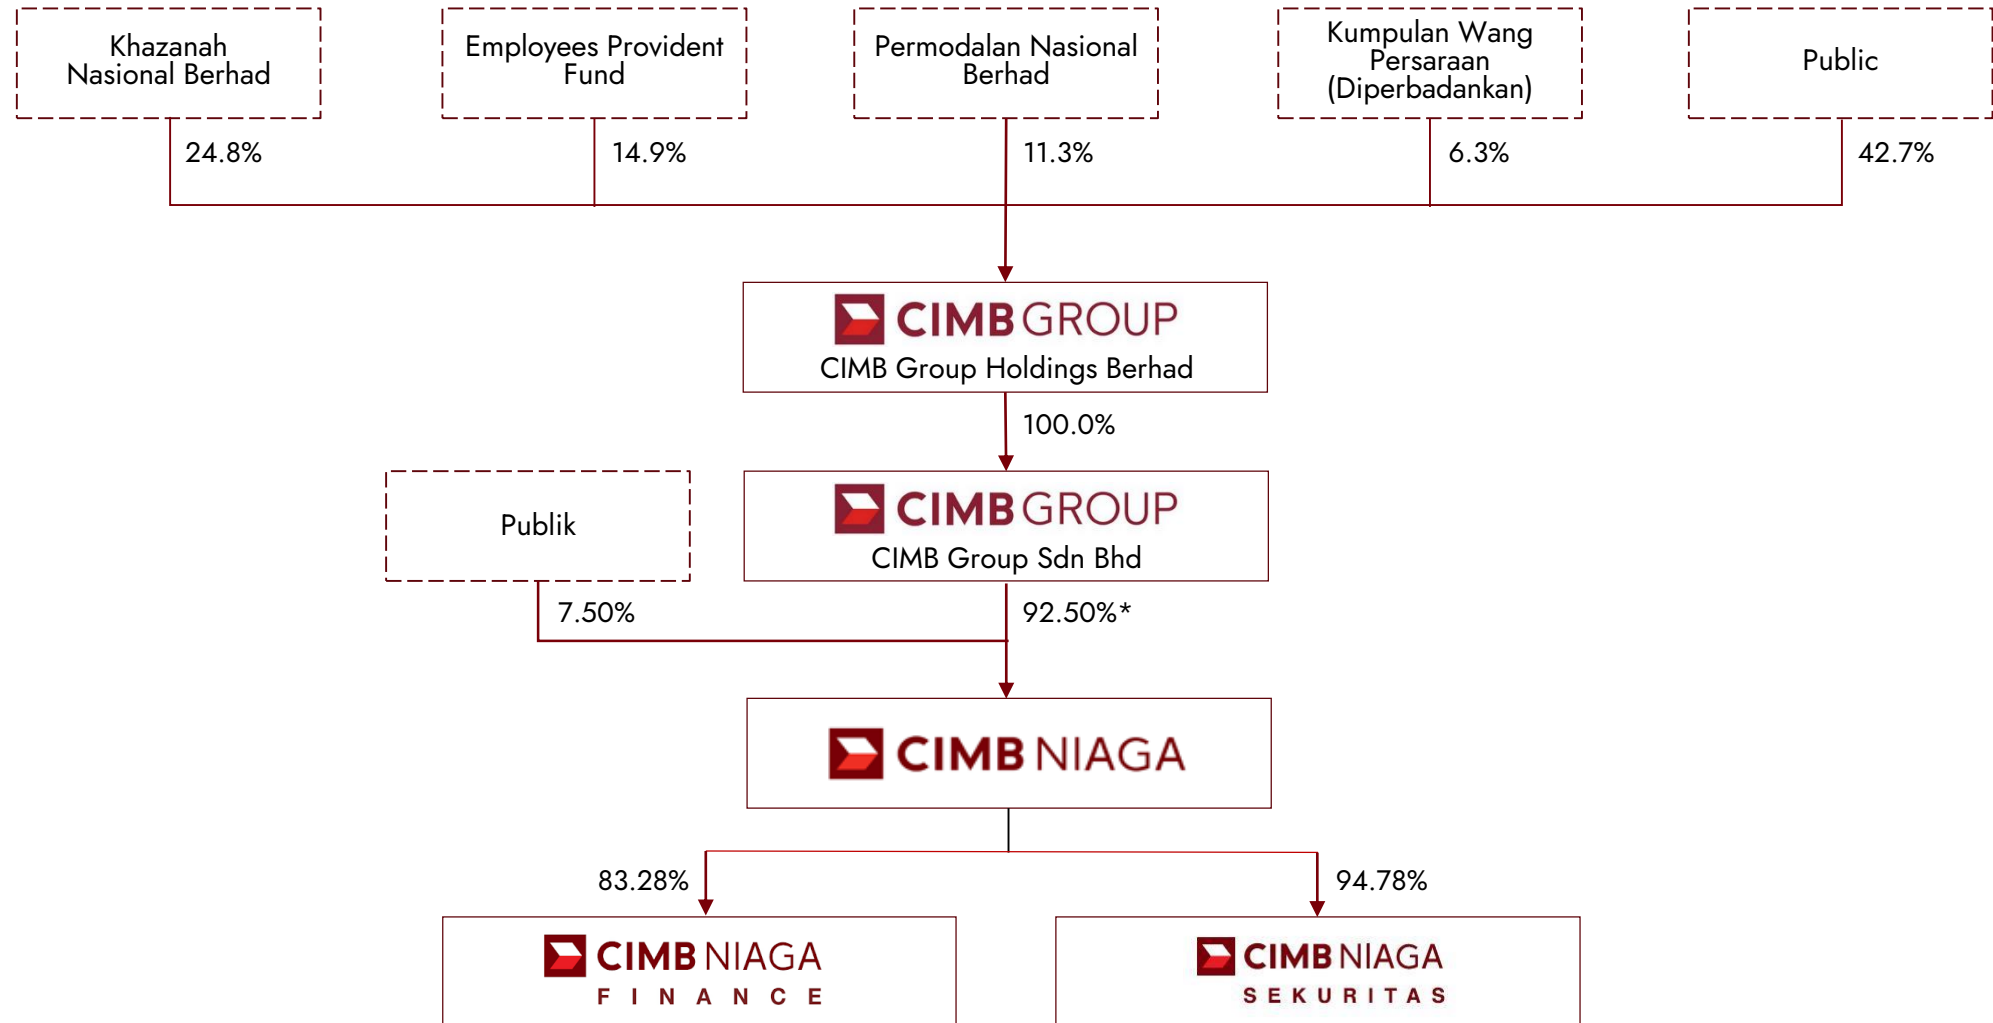 Khazanah
Nasional Berhad
Employees Provident
Fund
Permodalan Nasional
Berhad
Kumpulan Wang
Persaraan
(Diperbadankan)
Public
24.8%
14.9%
11.3%
6.3%
42.7%
CIMB GROUP
CIMB Group Holdings Berhad
100.0%
Publik
CIMB GROUP
CIMB Group Sdn Bhd
7.50%
92.50%*
CIMB NIAGA
83.28%
94.78%
CIMB NIAGA
FINANCE
CIMB NIAGA
SEKURITAS